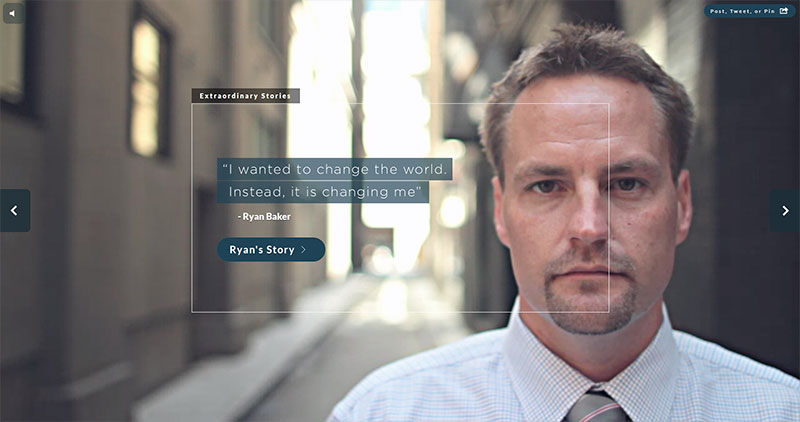 Post, Tweet, or Pin
Extraordinary Stories
“I wanted to change the world.
Instead, it is changing me”
- Ryan Baker
Ryan's Story